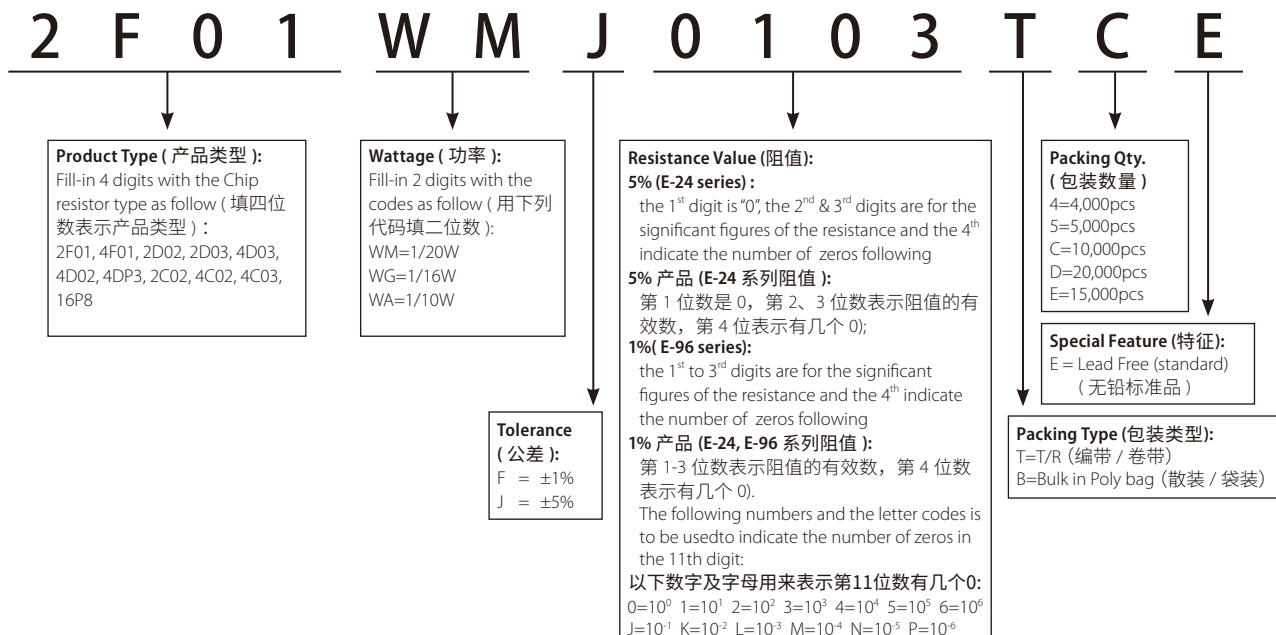 2F01 WM J 0103 T C E
Product Type ( 产品类型 ):
Fill-in 4 digits with the Chip
resistor type as follow ( 填四位
数表示产品类型 ) :
2F01, 4F01, 2D02, 2D03, 4D03,
4D02, 4DP3, 2C02, 4C02, 4C03,
16P8
Wattage ( 功率 ):
Fill-in 2 digits with the
codes as follow ( 用下列
代码填二位数 ):
WM=1/20W
WG=1/16W
WA=1/10W
Tolerance
( 公差 ):
F = ±1%
J = ±5%
Resistance Value (阻值):
5% (E-24 series) :
the 1st digit is “0”, the 2nd & 3rd digits are for the
significant figures of the resistance and the 4th
indicate the number of zeros following
5% 产品 (E-24 系列阻值 ):
第 1 位数是 0，第 2、3 位数表示阻值的有
效数，第 4 位表示有几个 0);
1%( E-96 series):
the 1st to 3rd digits are for the significant
figures of the resistance and the 4th indicate
the number of zeros following
1% 产品 (E-24, E-96 系列阻值 ):
第 1-3 位数表示阻值的有效数，第 4 位数
表示有几个 0).
The following numbers and the letter codes is
to be usedto indicate the number of zeros in
the 11th digit:
以下数字及字母用来表示第11位数有几个0:
0=10⁰ 1=10¹ 2=10² 3=10³ 4=10⁴ 5=10⁵ 6=10⁶
J=10⁻¹ K=10⁻² L=10⁻³ M=10⁻⁴ N=10⁻⁵ P=10⁻⁶
Packing Qty.
( 包装数量 )
4=4,000pcs
5=5,000pcs
C=10,000pcs
D=20,000pcs
E=15,000pcs
Special Feature (特征):
E = Lead Free (standard)
( 无铅标准品 )
Packing Type (包装类型):
T=T/R（编带 / 卷带）
B=Bulk in Poly bag（散装 / 袋装）